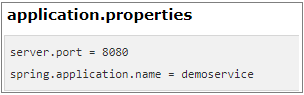 application.properties
server.port = 8080
spring.application.name = demoservice